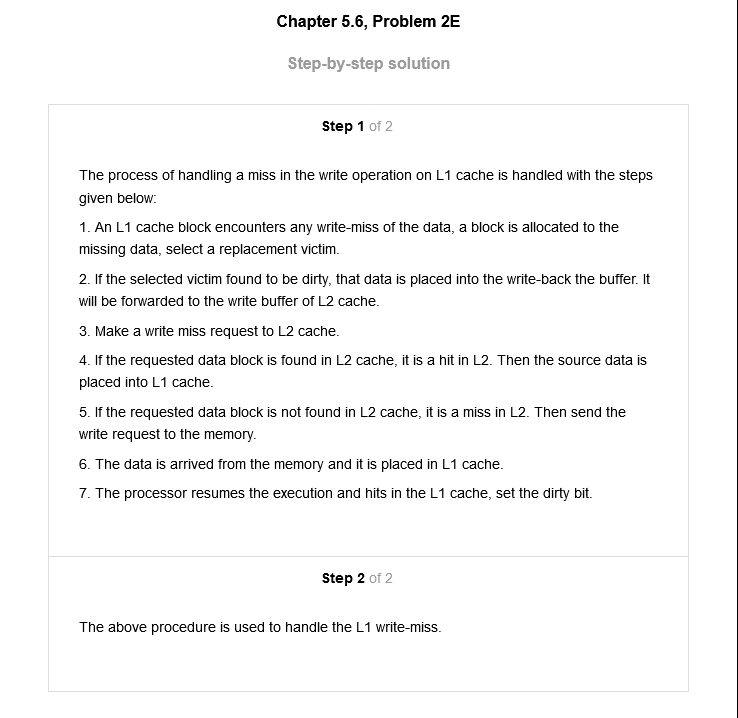 Chapter 5.6, Problem 2E
Step-by-step solution
Step 1 of 2
The process of handling a miss in the write operation on L1 cache is handled with the steps
given below:
1. An L1 cache block encounters any write-miss of the data, a block is allocated to the
missing data, select a replacement victim.
2. If the selected victim found to be dirty, that data is placed into the write-back the buffer. It
will be forwarded to the write buffer of L2 cache.
3. Make a write miss request to L2 cache.
4. If the requested data block is found in L2 cache, it is a hit in L2. Then the source data is
placed into L1 cache.
5. If the requested data block is not found in L2 cache, it is a miss in L2. Then send the
write request to the memory.
6. The data is arrived from the memory and it is placed in L1 cache.
7. The processor resumes the execution and hits in the L1 cache, set the dirty bit.
Step 2 of 2
The above procedure is used to handle the L1 write-miss.